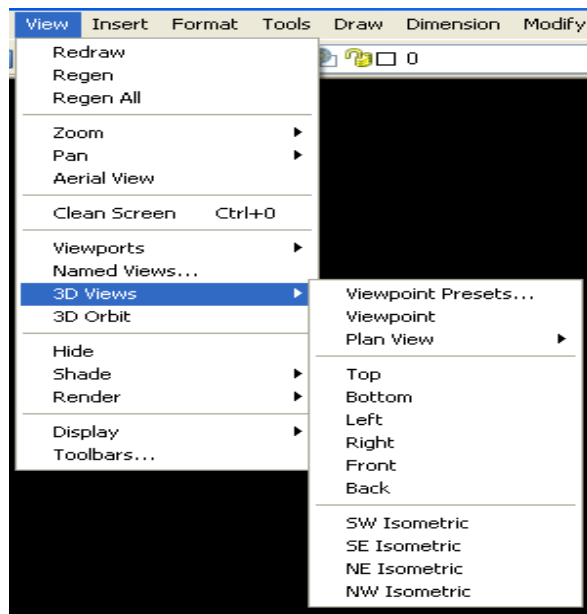 View Insert Format Tools Draw Dimension Modify
0
Redraw
Regen
Regen All
Zoom
Pan
Aerial View
Clean Screen Ctrl+0
Viewports
Named Views...
3D Views
3D Orbit
Hide
Shade
Render
Display
Toolbars...
Viewpoint Presets...
Viewpoint
Plan View
Top
Bottom
Left
Right
Front
Back
SW Isometric
SE Isometric
NE Isometric
NW Isometric